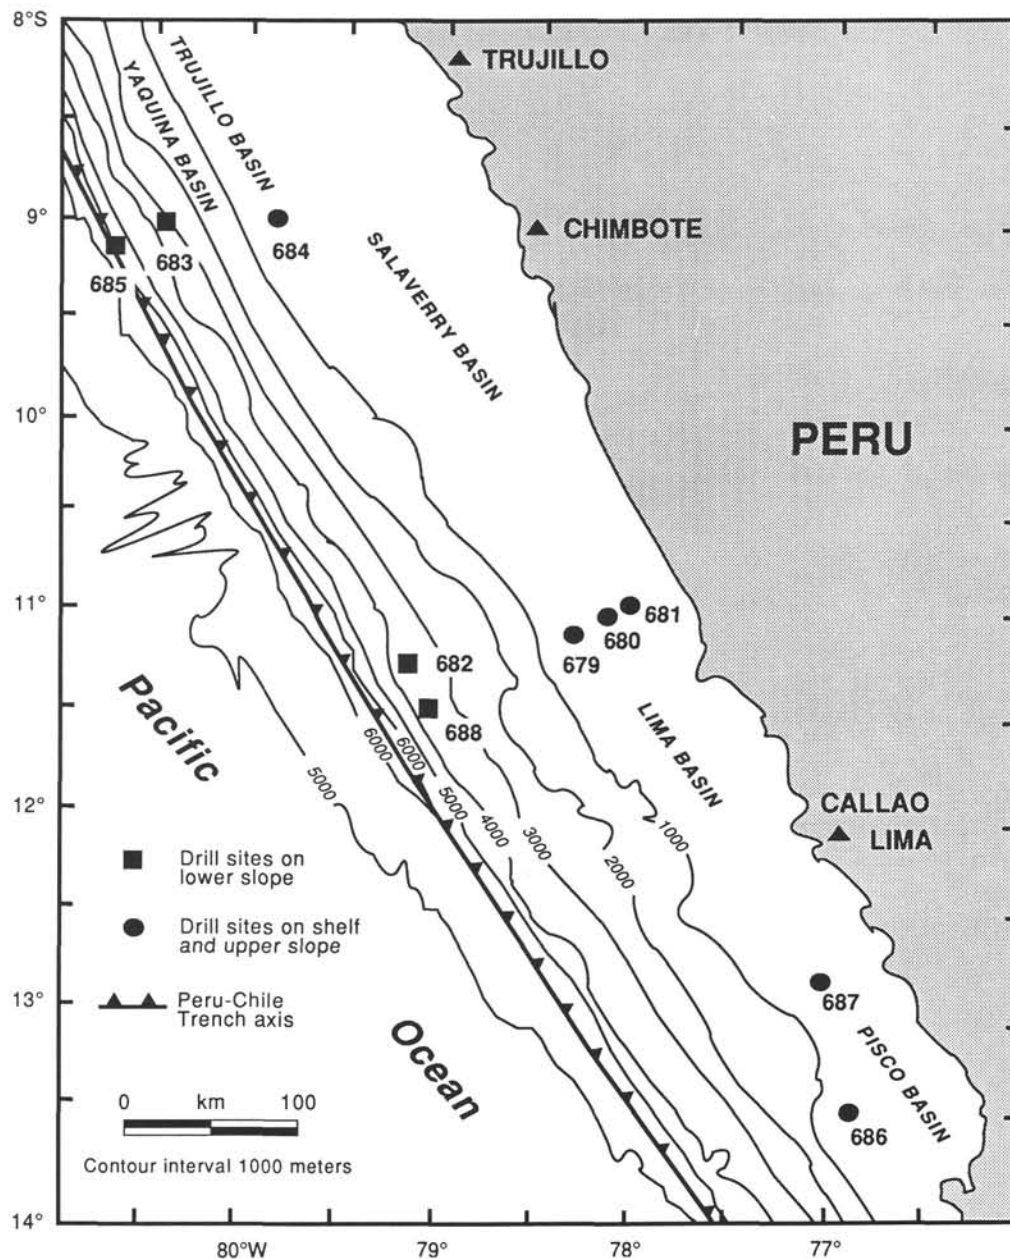 8°S
TRUJILLO
TRUJILLO BASIN
YAQUINA BASIN
9°
684
683
685
CHIMBOTE
SALAVERRY BASIN
10°
PERU
11°
681
680
679
682
688
Pacific
LIMA BASIN
6000
6000
5000
5000
4000
3000
2000
1000
12°
CALLAO
LIMA
Drill sites on
lower slope
Drill sites on shelf
and upper slope
Peru-Chile
Trench axis
13°
687
Ocean
PISCO BASIN
686
0 km 100
Contour interval 1000 meters
14°
80°W
79°
78°
77°